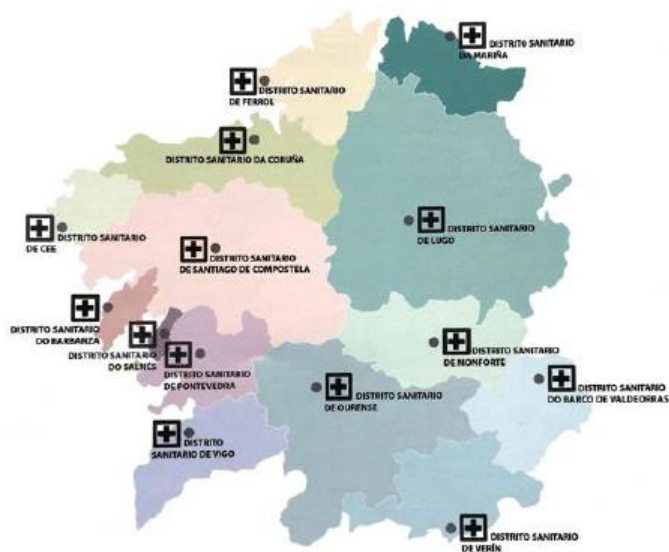 DISTRITO SANITARIO
DA MARIÑA
DISTRITO SANITARIO
DE FERROL
DISTRITO SANITARIO DA CORUÑA
DISTRITO SANITARIO
DE CEE
DISTRITO SANITARIO
DE LUGO
DISTRITO SANITARIO
DE SANTIAGO DE COMPOSTELA
DISTRITO SANITARIO
DO BARBANZA
DISTRITO SANITARIO
DO SALNÉS
DISTRITO SANITARIO
DE PONTEVEDRA
DISTRITO SANITARIO
DE MONFORTE
DISTRITO SANITARIO
DO BARCO DE VALDEORRAS
DISTRITO SANITARIO
DE OURENSE
DISTRITO
SANITARIO DE VIGO
DISTRITO SANITARIO
DE VERÍN